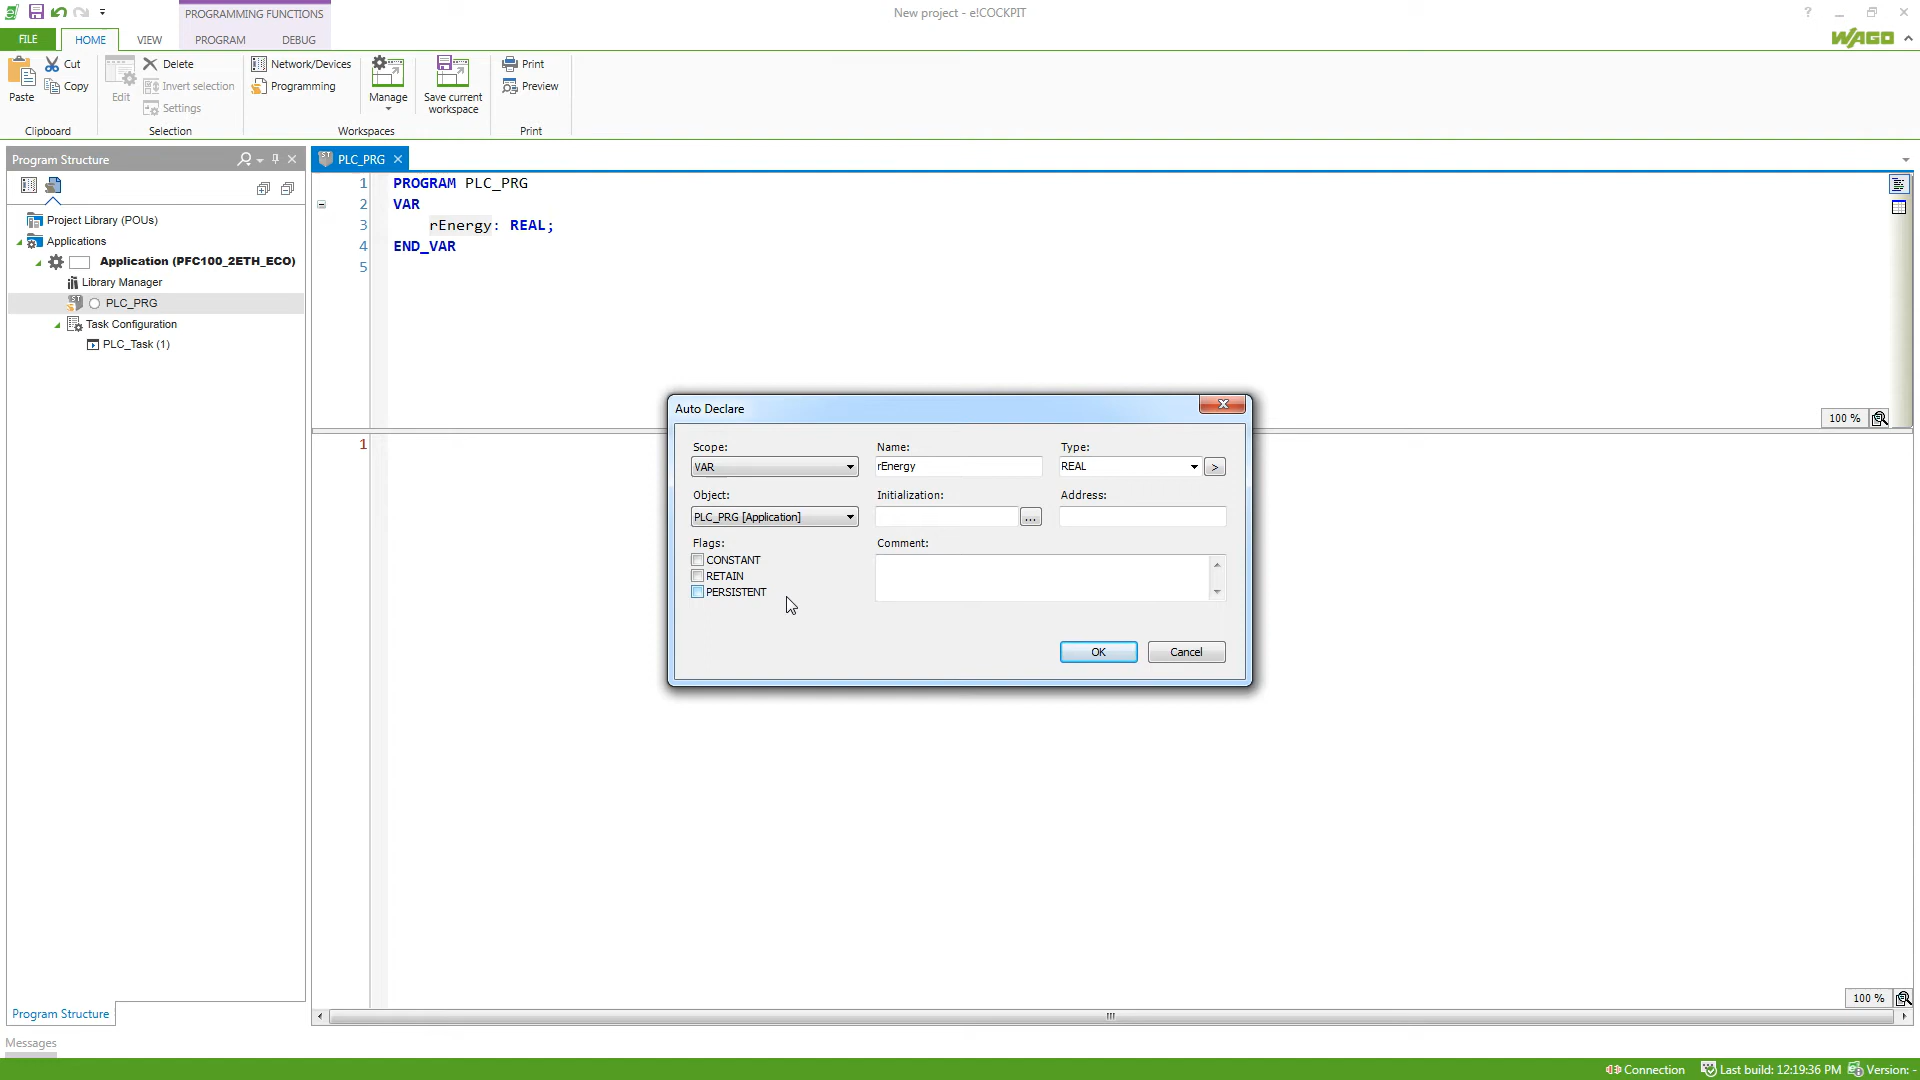 PROGRAMMING FUNCTIONS
New project - e!COCKPIT
?
FILE
HOME
VIEW
PROGRAM
DEBUG
WAGO
Paste
Cut
Copy
Clipboard
Edit
Delete
Invert selection
Settings
Selection
Network/Devices
Programming
Manage
Save current
workspace
Workspaces
Print
Preview
Print
Program Structure
Project Library (POUs)
Applications
Application (PFC100_2ETH_ECO)
Library Manager
PLC_PRG
Task Configuration
PLC_Task (1)
Program Structure
PLC_PRG
1 PROGRAM PLC_PRG
2 VAR
3 rEnergy: REAL;
4 END_VAR
5
100 %
1
Auto Declare
Scope:
Name:
Type:
VAR
rEnergy
REAL
>
Object:
Initialization:
Address:
PLC_PRG [Application]
...
Flags:
Comment:
CONSTANT
RETAIN
PERSISTENT
OK
Cancel
100 %
Messages
Connection
Last build: 12:19:36 PM
Version: -